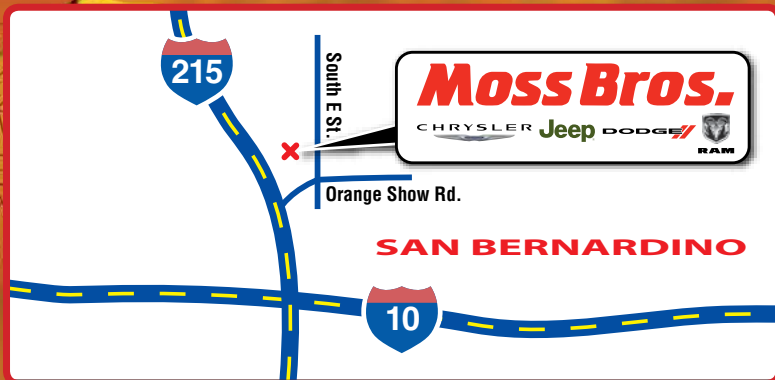 215
South E St.
Moss Bros.
CHRYSLER Jeep DODGE RAM
Orange Show Rd.
SAN BERNARDINO
10